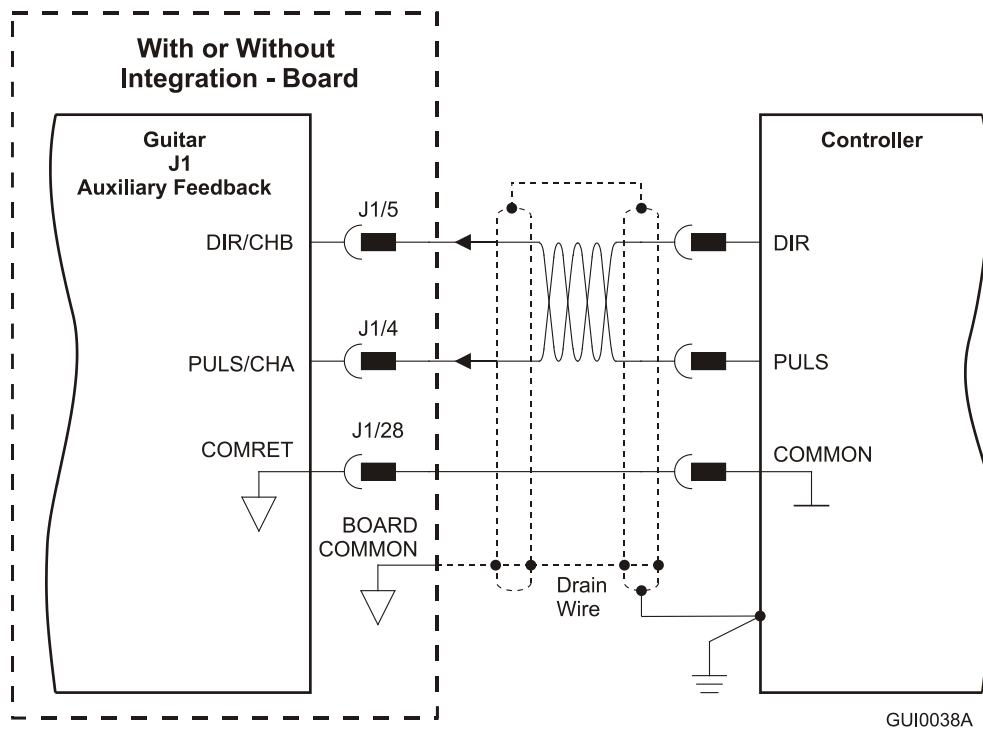 With or Without
Integration - Board
Guitar
J1
Auxiliary Feedback
Controller
J1/5
DIR/CHB
DIR
J1/4
PULS/CHA
PULS
J1/28
COMRET
COMMON
BOARD
COMMON
Drain
Wire
GUI0038A